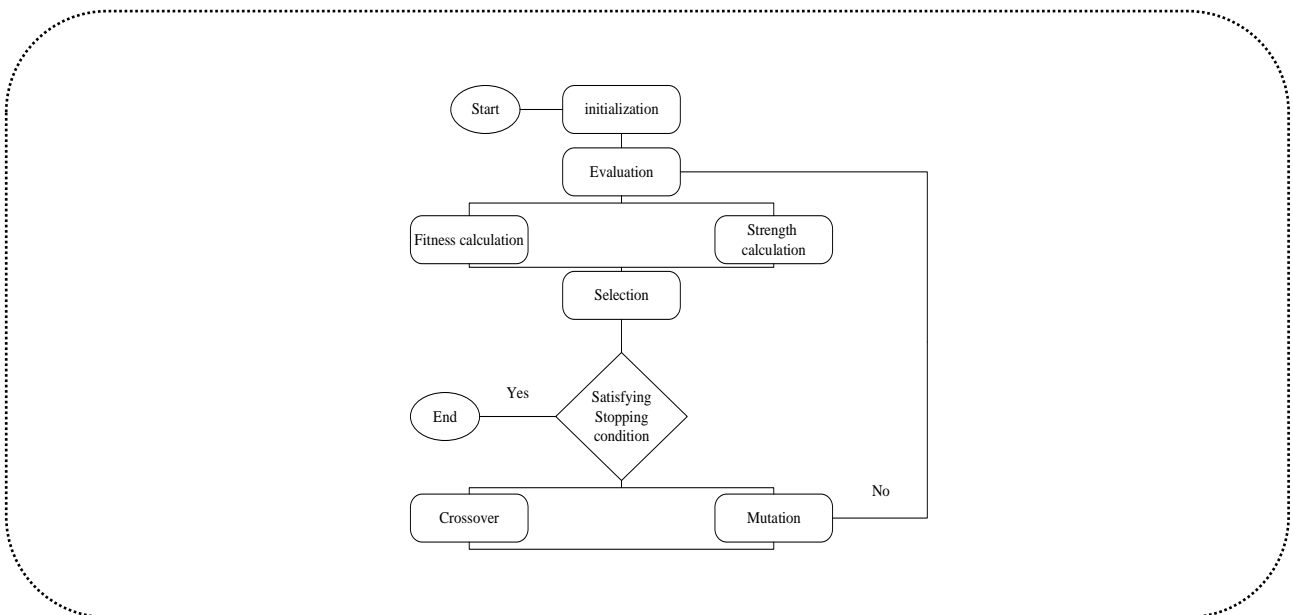 Start
initialization
Evaluation
Fitness calculation
Strength
calculation
Selection
Yes
End
Satisfying
Stopping
condition
No
Crossover
Mutation